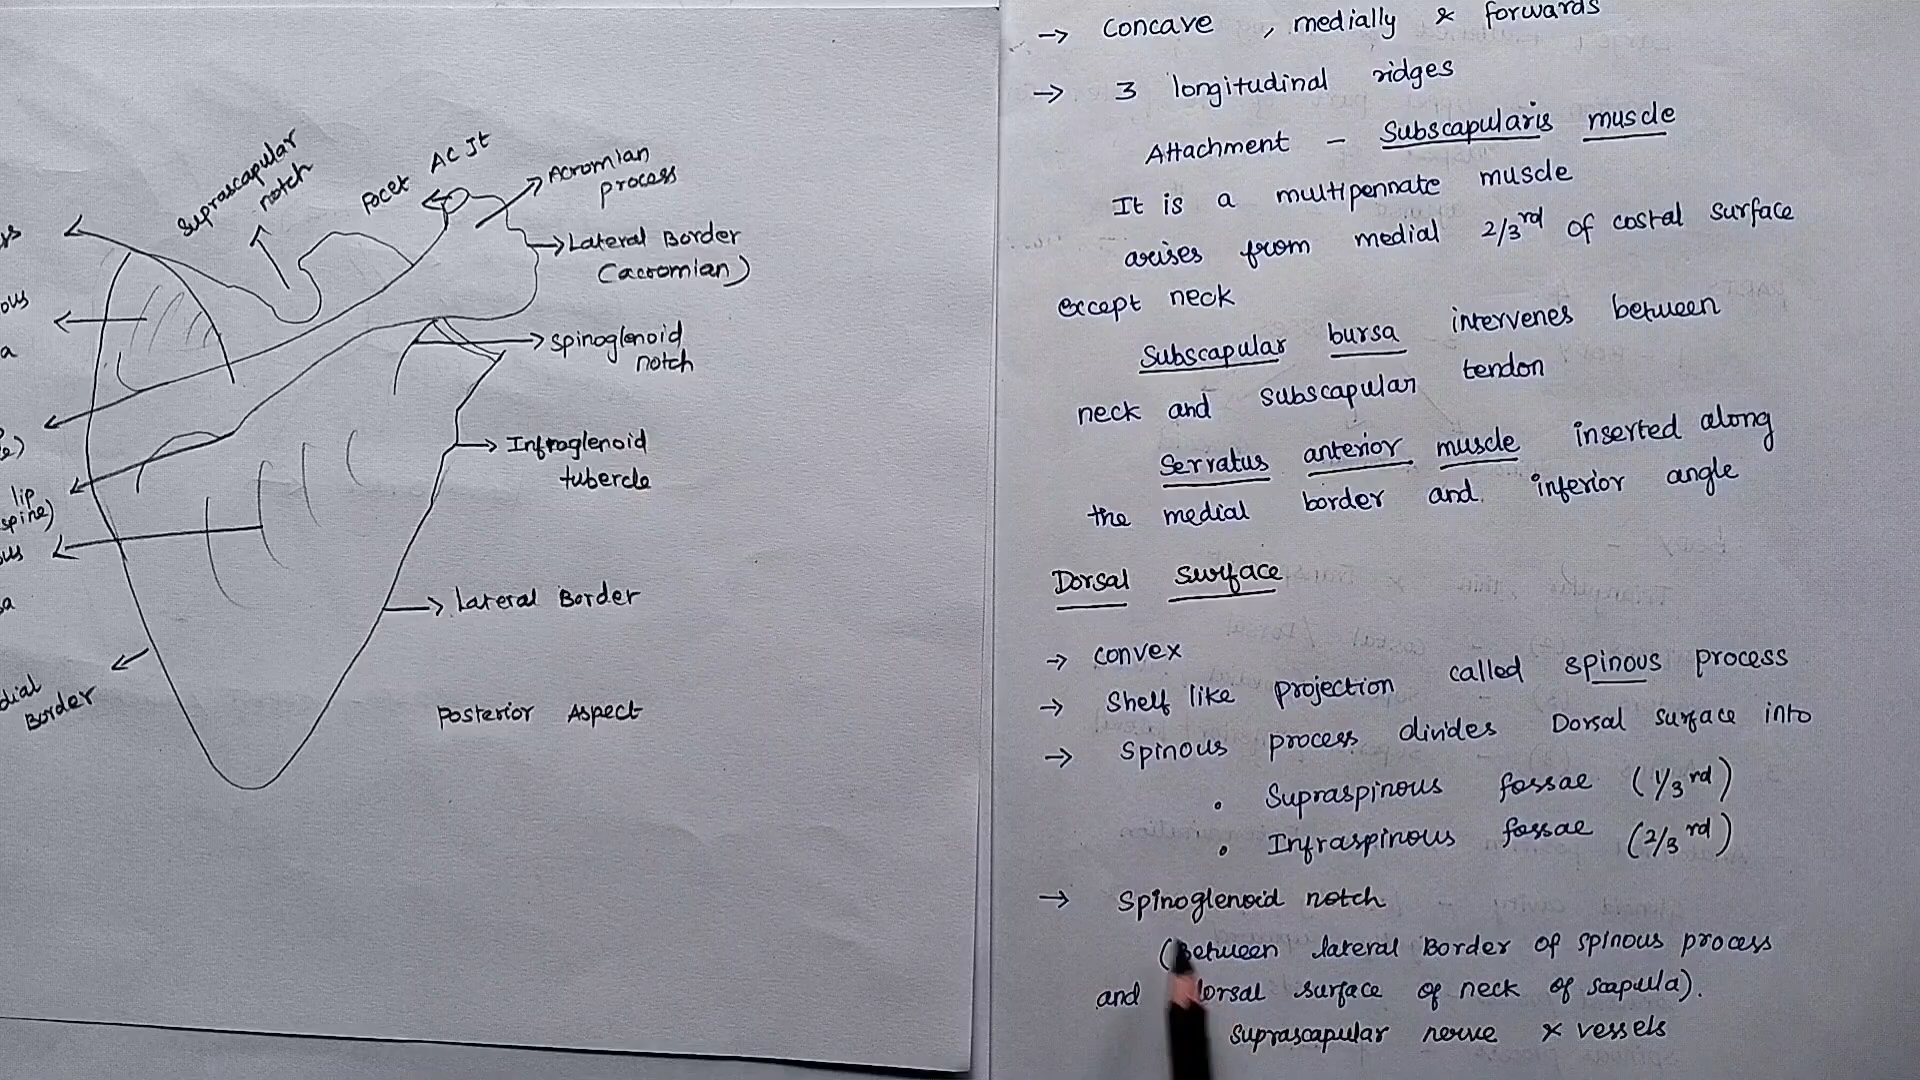 Suprascapular
notch
Facet AC Jt
Acromian
process
Lateral Border
(acromian)
Spinoglenoid
notch
Infraglenoid
tubercle
lip
spine)
Lateral Border
Border
Posterior Aspect
→ Concave, medially & forwards
→ 3 longitudinal ridges
Attachment - Subscapularis muscle
It is a multipennate muscle
arises from medial 2/3rd of costal surface
except neck
Subscapular bursa intervenes between
neck and subscapular tendon
Serratus anterior muscle inserted along
the medial border and inferior angle
Dorsal surface
→ convex
→ Shelf like projection called spinous process
→ Spinous process divides Dorsal surface into
• Supraspinous fossae (1/3rd)
• Infraspinous fossae (2/3rd)
→ Spinoglenoid notch
(Between lateral Border of spinous process
and dorsal surface of neck of scapula).
Suprascapular nerve & vessels